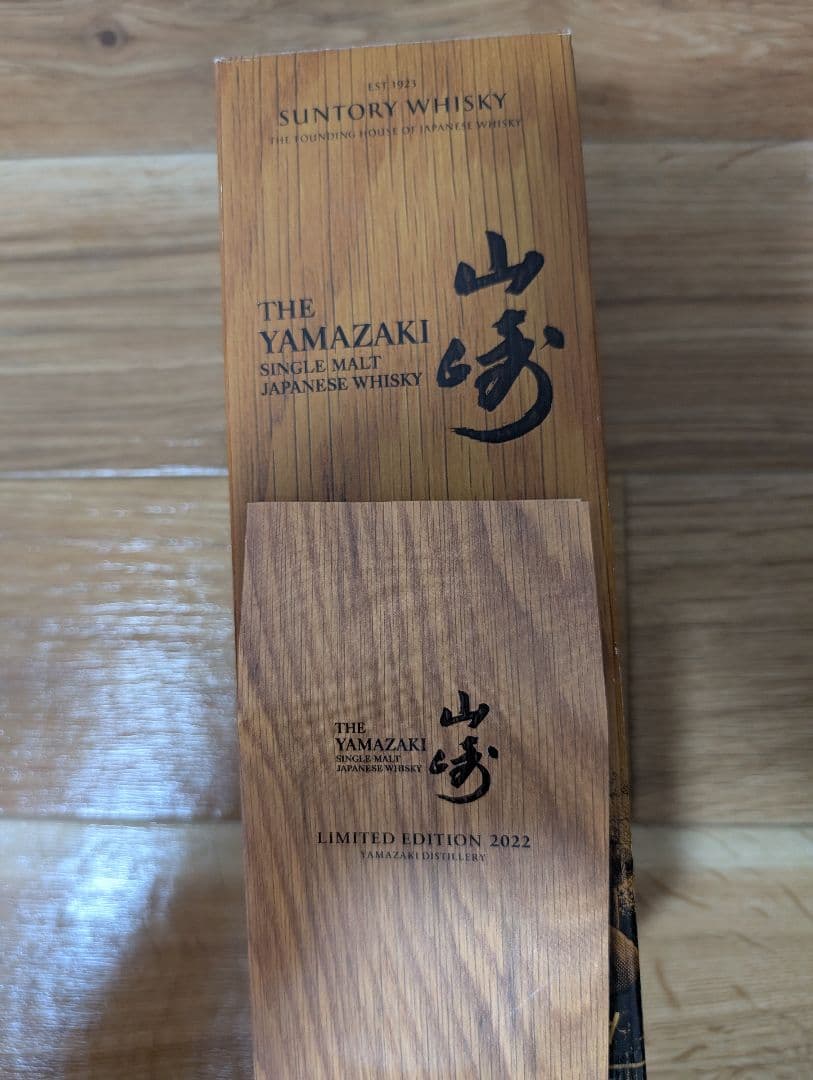 EST. 1923
SUNTORY WHISKY
THE FOUNDING HOUSE OF JAPANESE WHISKY
THE
YAMAZAKI
SINGLE MALT
JAPANESE WHISKY
山崎
THE
YAMAZAKI
SINGLE MALT
JAPANESE WHISKY
山崎
LIMITED EDITION 2022
YAMAZAKI DISTILLERY